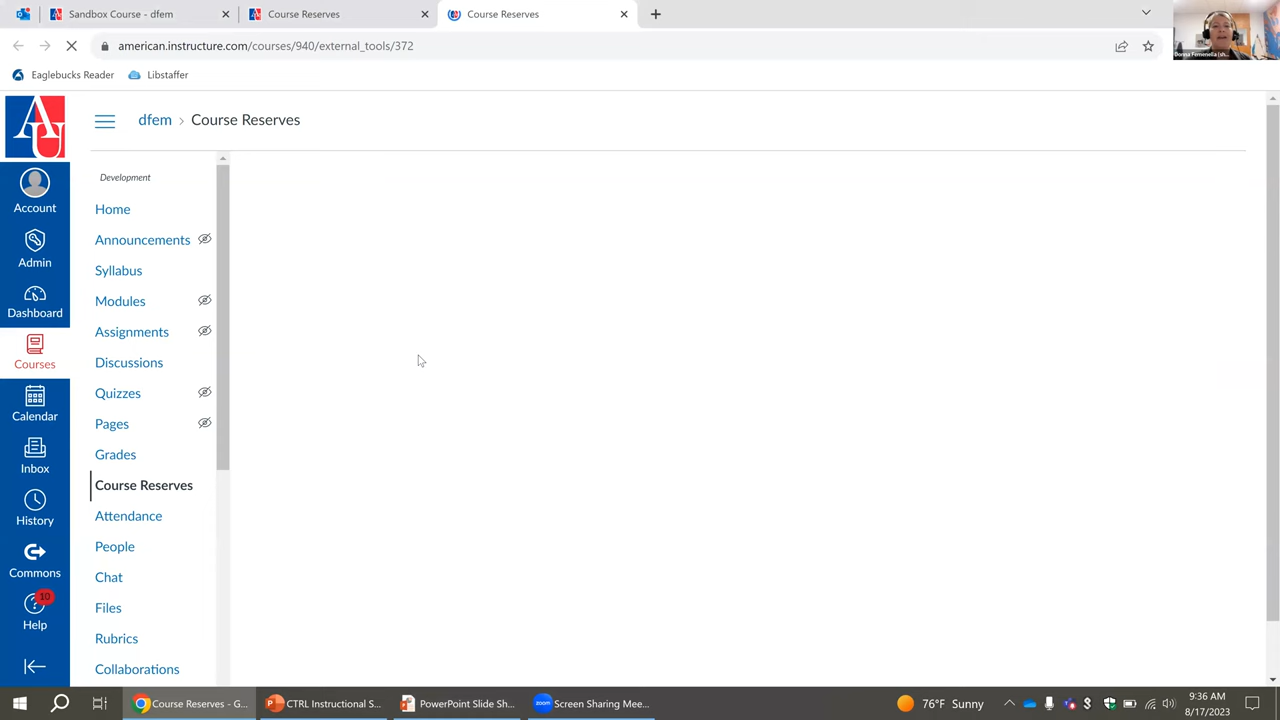 Sandbox Course - dfem
Course Reserves
Course Reserves
american.instructure.com/courses/940/external_tools/372
Eaglebucks Reader
Libstaffer
AU
dfem > Course Reserves
Development
Home
Announcements
Syllabus
Modules
Assignments
Discussions
Quizzes
Pages
Grades
Course Reserves
Attendance
People
Chat
Files
Rubrics
Collaborations
Account
Admin
Dashboard
Courses
Calendar
Inbox
History
Commons
10
Help
Course Reserves - G...
CTRL Instructional S...
PowerPoint Slide Sh...
zoom
Screen Sharing Mee...
76°F Sunny
9:36 AM
8/17/2023